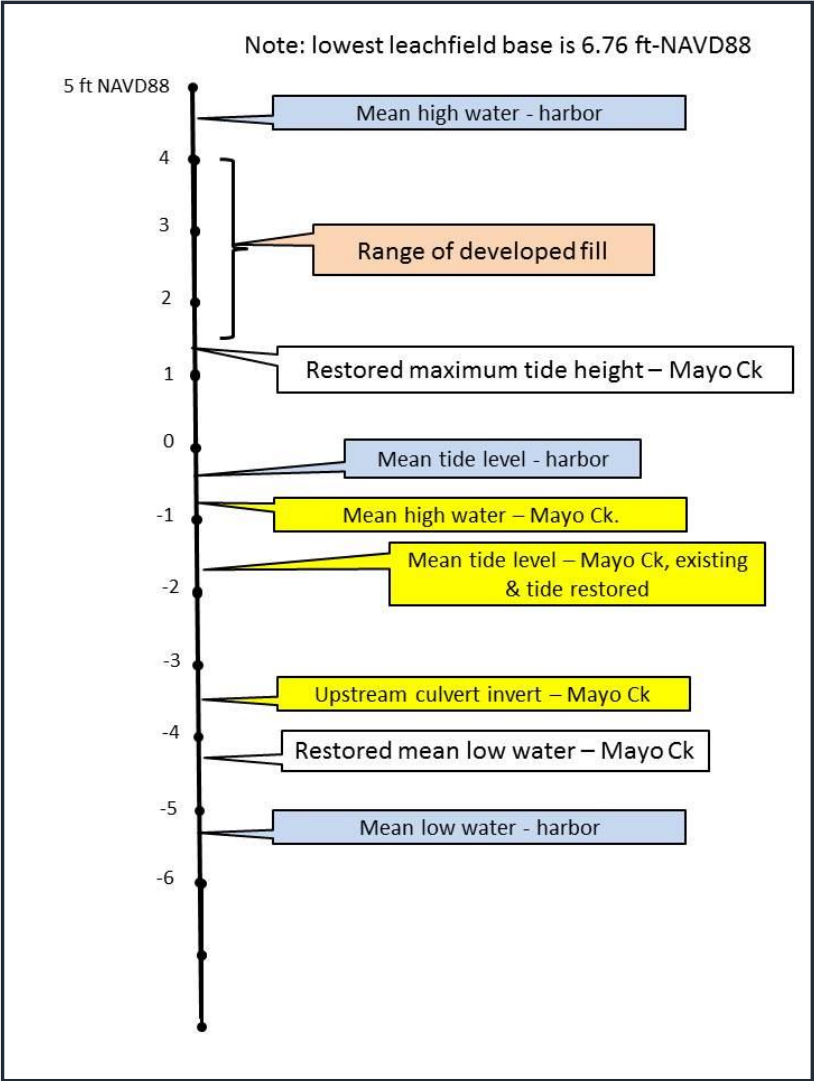 Note: lowest leachfield base is 6.76 ft-NAVD88
5 ft NAVD88
Mean high water - harbor
4
3
Range of developed fill
2
Restored maximum tide height – Mayo Ck
1
0
Mean tide level - harbor
-1
Mean high water – Mayo Ck.
Mean tide level – Mayo Ck, existing
& tide restored
-2
-3
Upstream culvert invert – Mayo Ck
-4
Restored mean low water – Mayo Ck
-5
Mean low water - harbor
-6